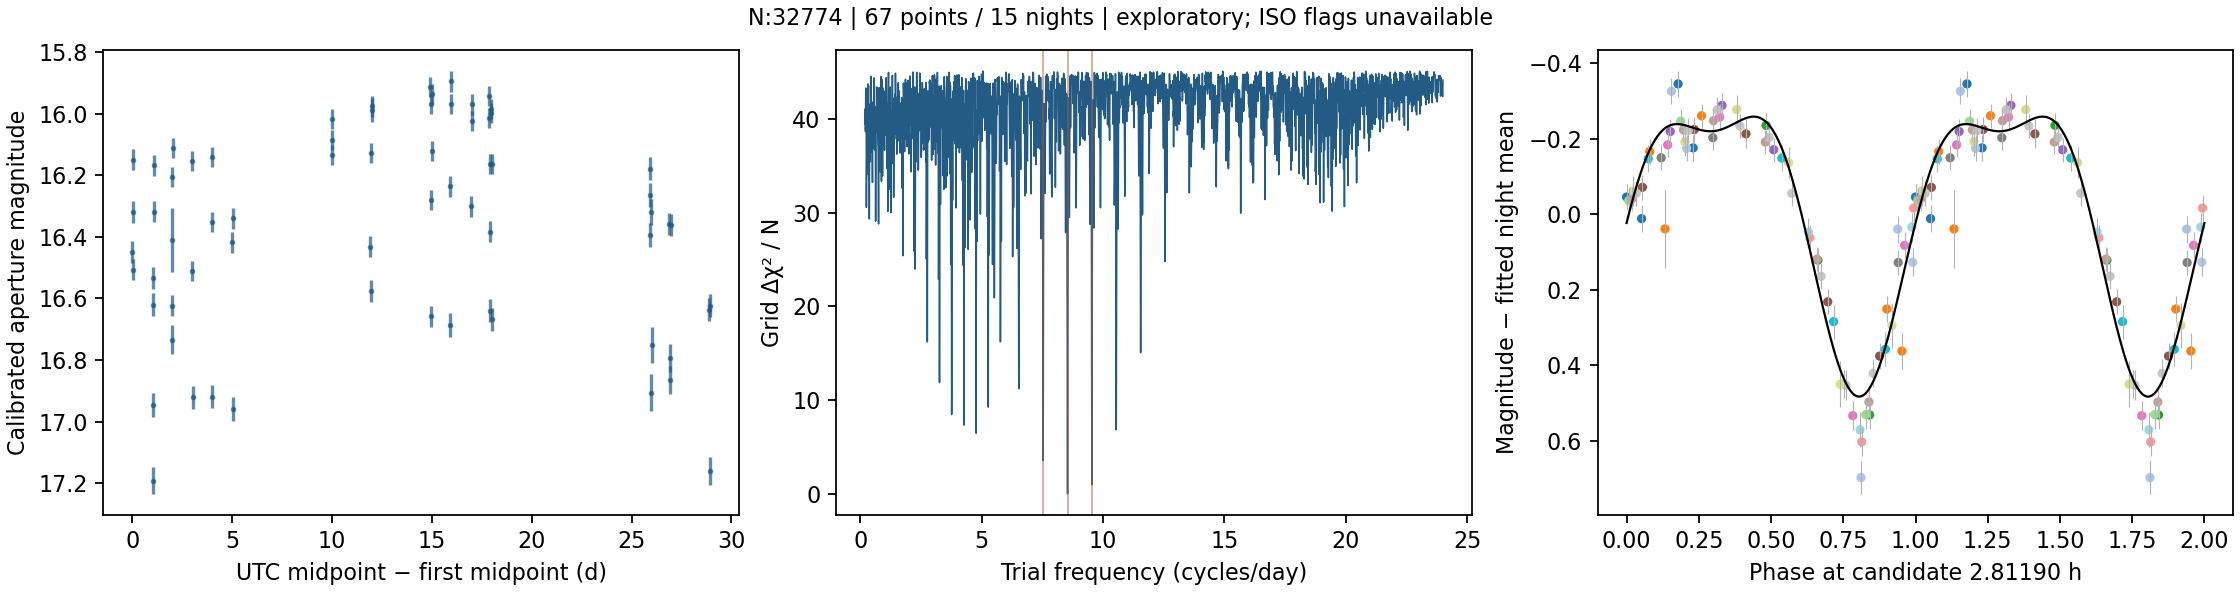 N:32774 | 67 points / 15 nights | exploratory; ISO flags unavailable
Calibrated aperture magnitude
15.8
16.0
16.2
16.4
16.6
16.8
17.0
17.2
0 5 10 15 20 25 30
UTC midpoint − first midpoint (d)
Grid Δχ² / N
40
30
20
10
0
0 5 10 15 20 25
Trial frequency (cycles/day)
Magnitude − fitted night mean
−0.4
−0.2
0.0
0.2
0.4
0.6
0.00 0.25 0.50 0.75 1.00 1.25 1.50 1.75 2.00
Phase at candidate 2.81190 h